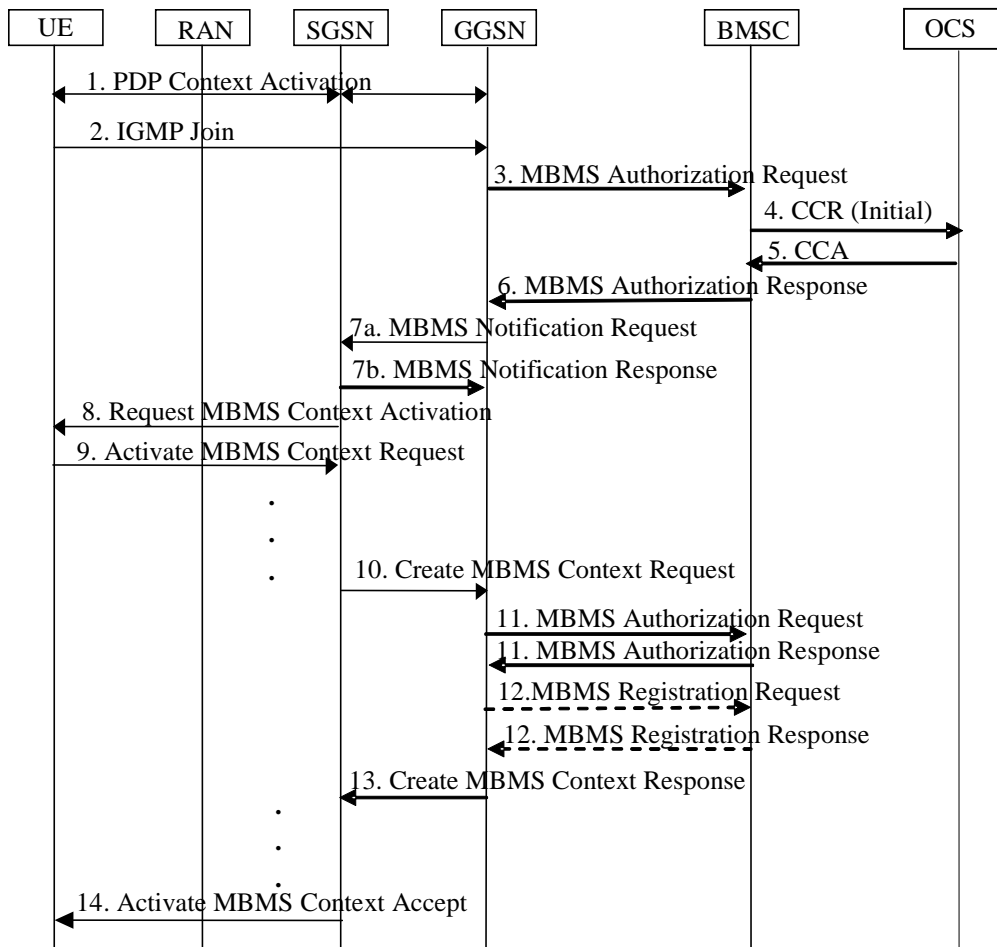 UE RAN SGSN GGSN BMSC OCS
1. PDP Context Activation
2. IGMP Join
3. MBMS Authorization Request
4. CCR (Initial)
5. CCA
6. MBMS Authorization Response
7a. MBMS Notification Request
7b. MBMS Notification Response
8. Request MBMS Context Activation
9. Activate MBMS Context Request
10. Create MBMS Context Request
11. MBMS Authorization Request
11. MBMS Authorization Response
12.MBMS Registration Request
12. MBMS Registration Response
13. Create MBMS Context Response
14. Activate MBMS Context Accept